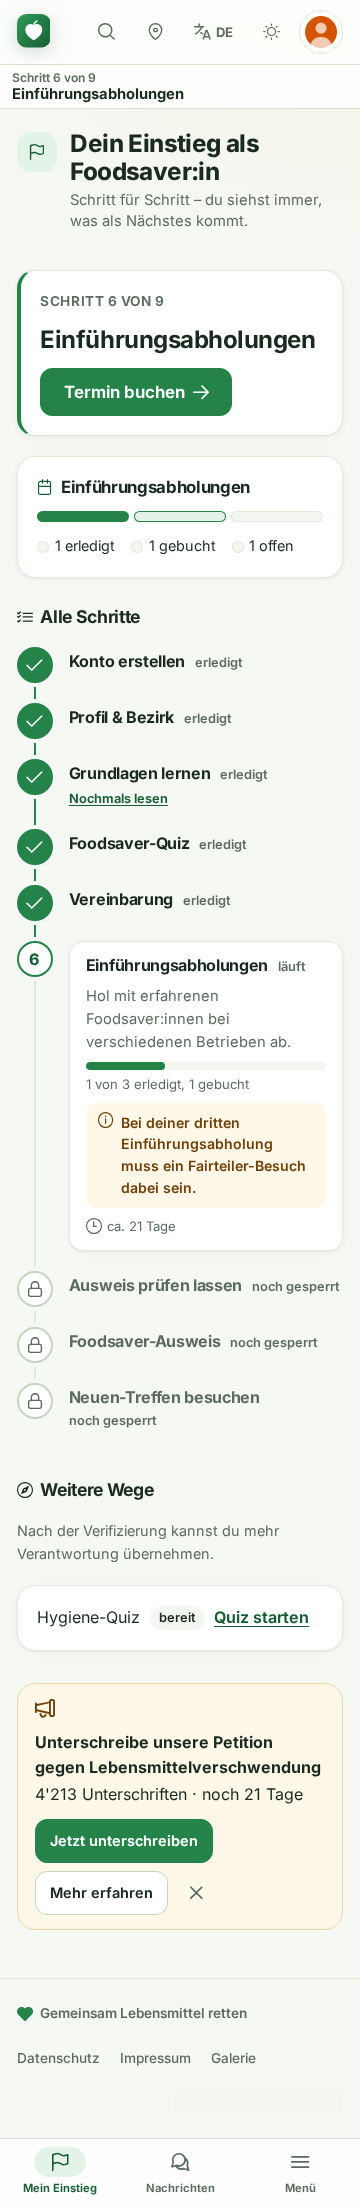 DE
Schritt 6 von 9
Einführungsabholungen
Dein Einstieg als
Foodsaver:in
Schritt für Schritt – du siehst immer,
was als Nächstes kommt.
SCHRITT 6 VON 9
Einführungsabholungen
Termin buchen
Einführungsabholungen
1 erledigt 1 gebucht 1 offen
Alle Schritte
Konto erstellen erledigt
Profil & Bezirk erledigt
Grundlagen lernen erledigt
Nochmals lesen
Foodsaver-Quiz erledigt
Vereinbarung erledigt
6 Einführungsabholungen läuft
Hol mit erfahrenen
Foodsaver:innen bei
verschiedenen Betrieben ab.
1 von 3 erledigt, 1 gebucht
Bei deiner dritten
Einführungsabholung
muss ein Fairteiler-Besuch
dabei sein.
ca. 21 Tage
Ausweis prüfen lassen noch gesperrt
Foodsaver-Ausweis noch gesperrt
Neuen-Treffen besuchen
noch gesperrt
Weitere Wege
Nach der Verifizierung kannst du mehr
Verantwortung übernehmen.
Hygiene-Quiz bereit Quiz starten
Unterschreibe unsere Petition
gegen Lebensmittelverschwendung
4'213 Unterschriften · noch 21 Tage
Jetzt unterschreiben
Mehr erfahren
Gemeinsam Lebensmittel retten
Datenschutz Impressum Galerie
Mein Einstieg Nachrichten Menü